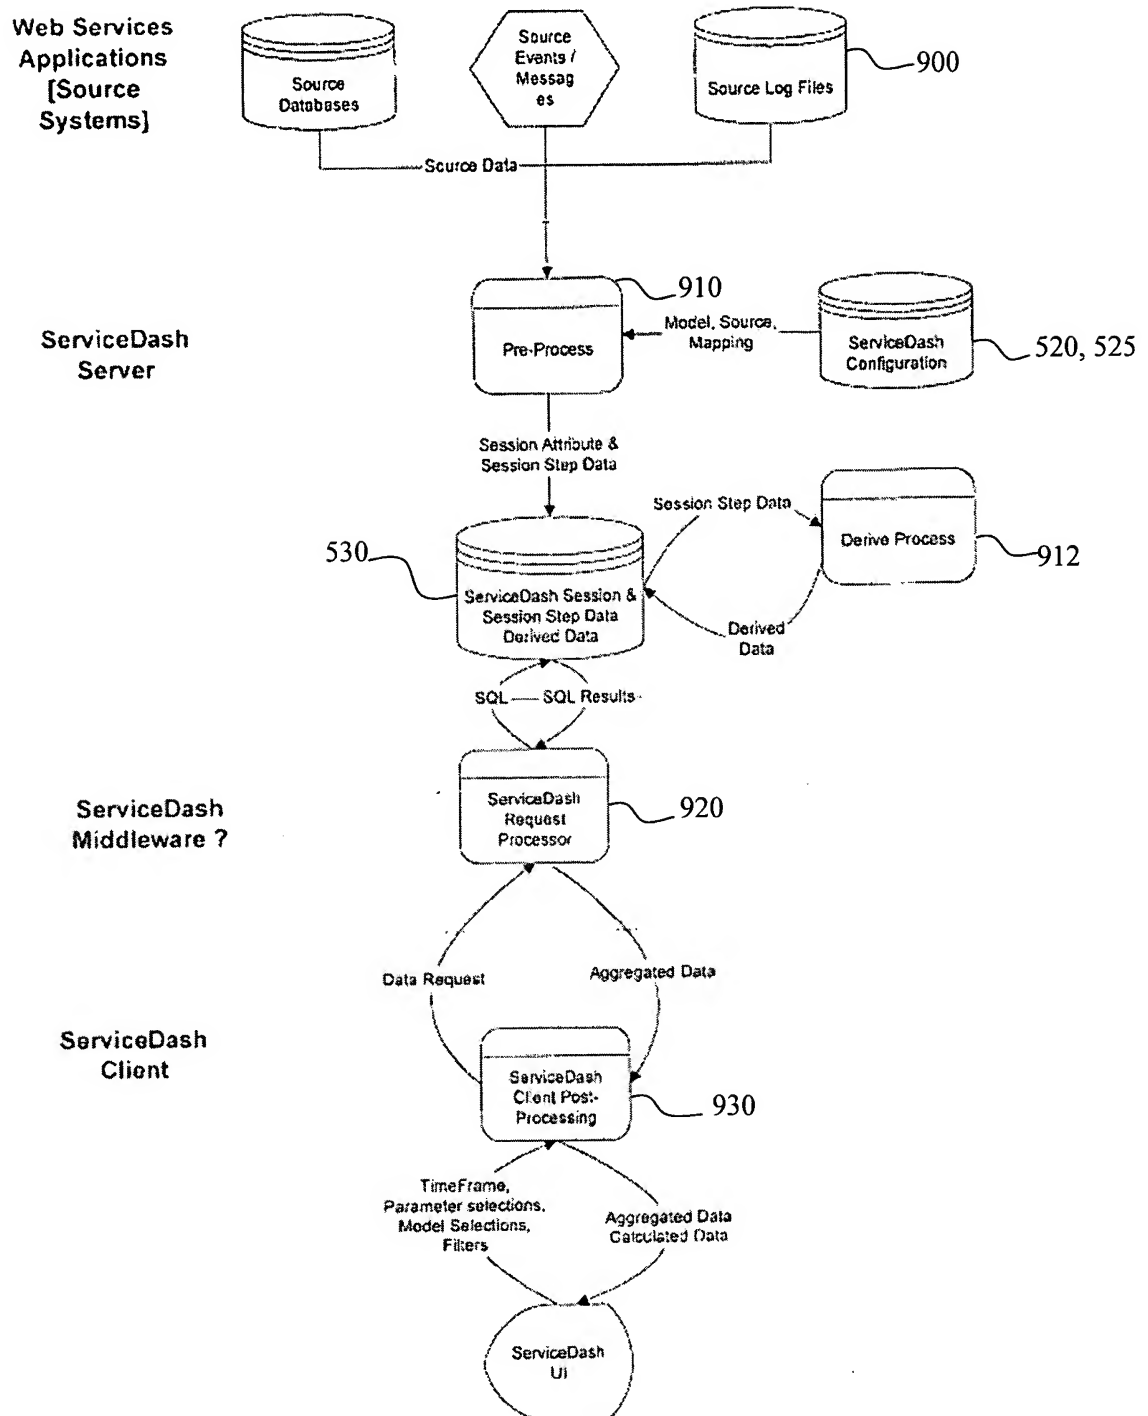 Web Services
Applications
[Source
Systems]
Source
Databases
Source
Events /
Messag
es
Source Log Files
900
Source Data
ServiceDash
Server
910
Pre-Process
Model, Source,
Mapping
ServiceDash
Configuration
520, 525
Session Attribute &
Session Step Data
530
ServiceDash Session &
Session Step Data
Derived Data
Session Step Data
Derive Process
912
Derived
Data
SQL
SQL Results
ServiceDash
Middleware ?
ServiceDash
Request
Processor
920
Data Request
Aggregated Data
ServiceDash
Client
ServiceDash
Client Post-
Processing
930
TimeFrame,
Parameter selections,
Model Selections,
Filters
Aggregated Data
Calculated Data
ServiceDash
UI